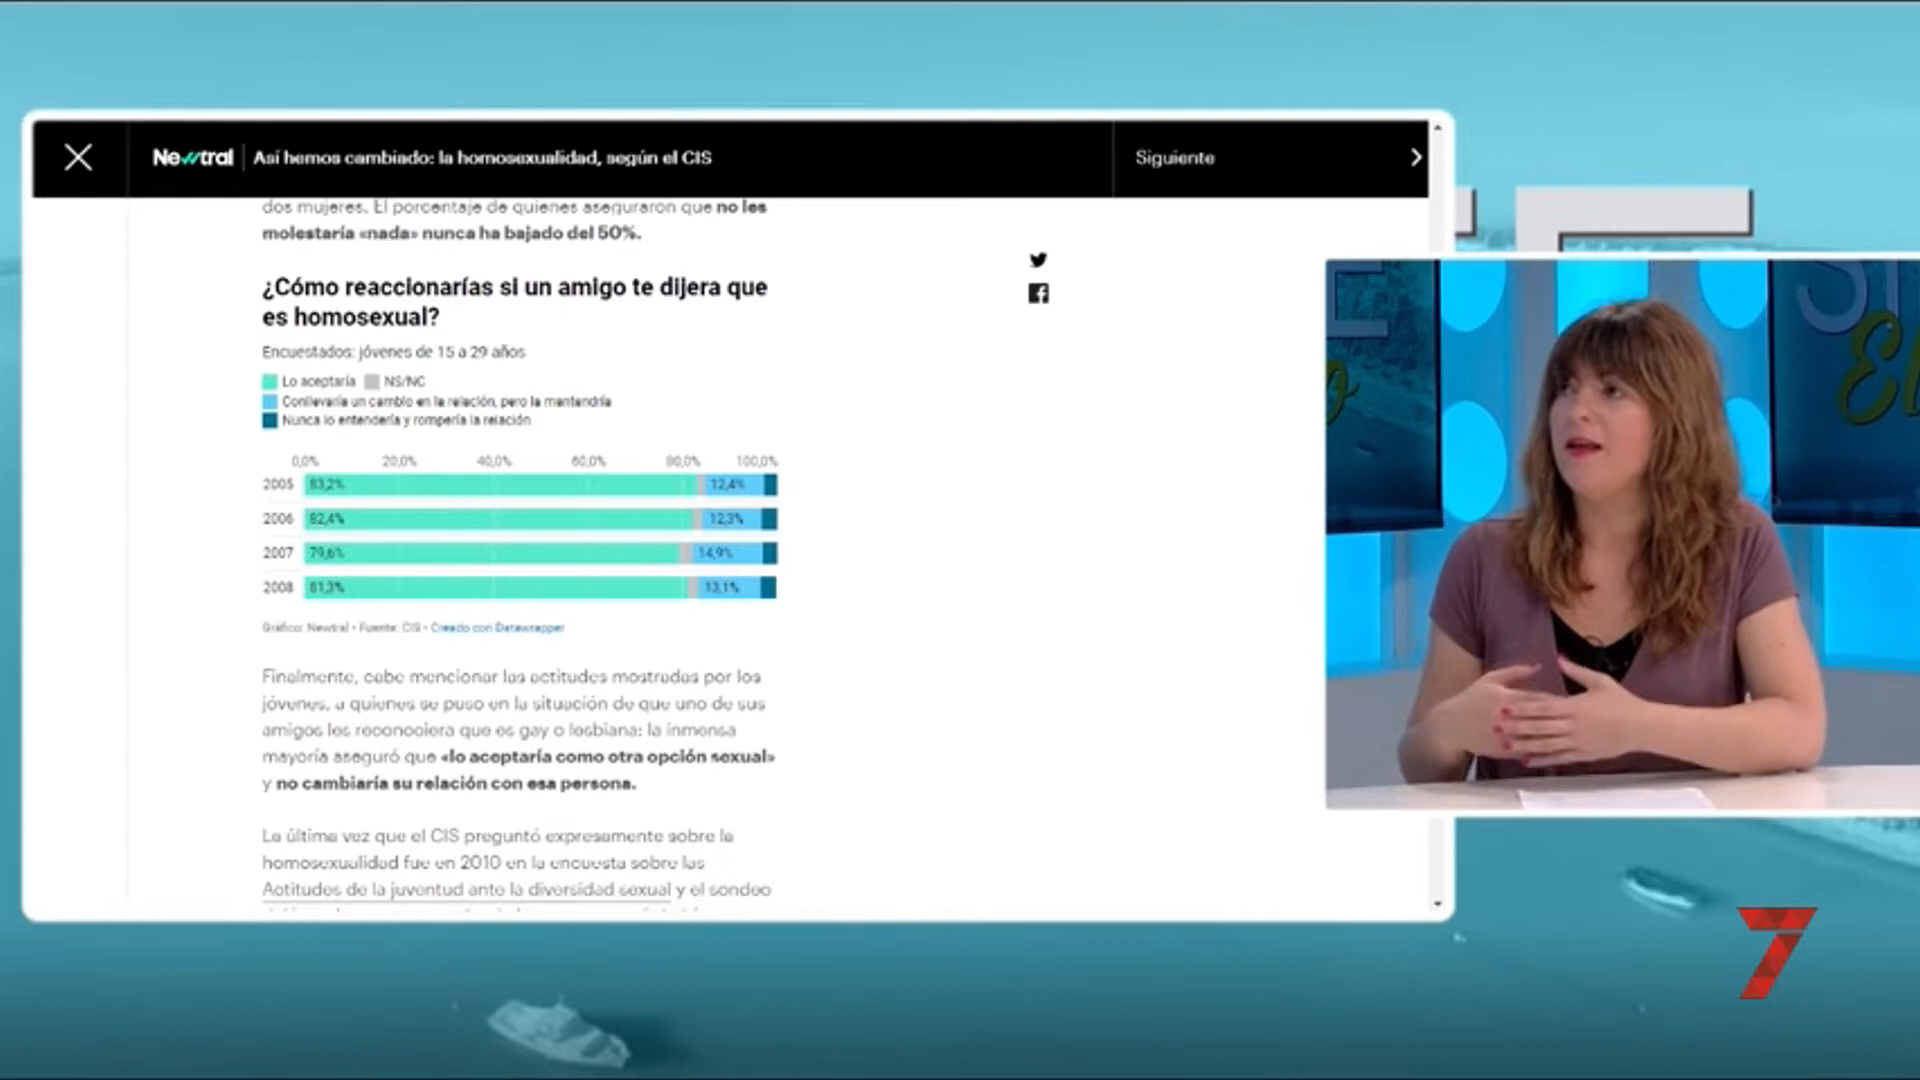 Newtral
Así hemos cambiado: la homosexualidad, según el CIS
Siguiente
dos mujeres. El porcentaje de quienes aseguraron que no les
molestaría «nada» nunca ha bajado del 50%.
¿Cómo reaccionarías si un amigo te dijera que
es homosexual?
Encuestados: jóvenes de 15 a 29 años
Lo aceptaría NS/NC
Conllevaría un cambio en la relación, pero la mantendría
Nunca lo entendería y rompería la relación
0,0% 20,0% 40,0% 60,0% 80,0% 100,0%
2005 83,2% 12,4%
2006 82,4% 12,3%
2007 79,6% 14,9%
2008 81,3% 13,1%
Gráfico: Newtral • Fuente: CIS • Creado con Datawrapper
Finalmente, cabe mencionar las actitudes mostradas por los
jóvenes, a quienes se puso en la situación de que uno de sus
amigos les reconociera que es gay o lesbiana: la inmensa
mayoría aseguró que «lo aceptaría como otra opción sexual»
y no cambiaría su relación con esa persona.
La última vez que el CIS preguntó expresamente sobre la
homosexualidad fue en 2010 en la encuesta sobre las
Actitudes de la juventud ante la diversidad sexual y el sondeo
El
7